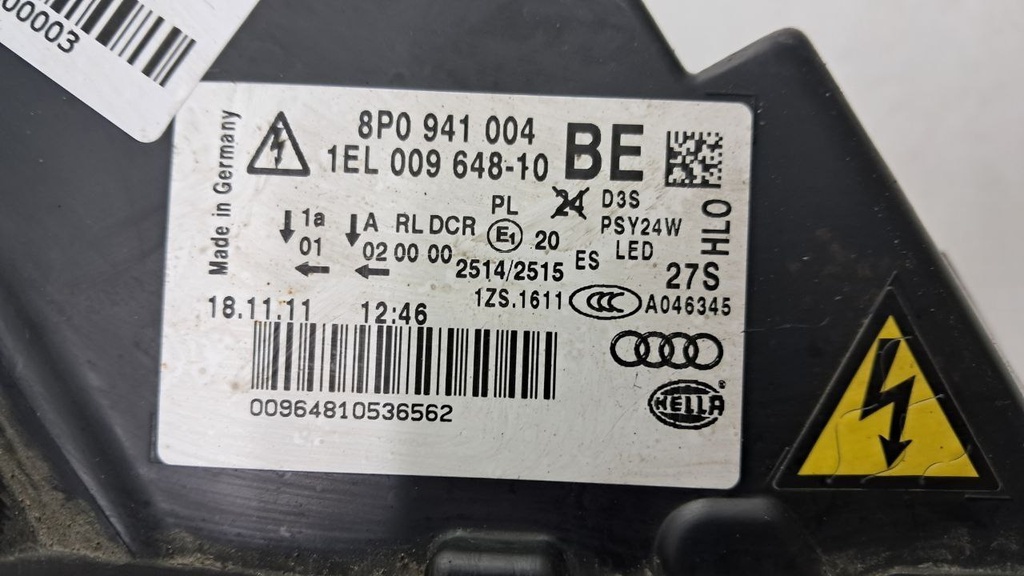 00003
Made in Germany
8P0 941 004 BE
1EL 009 648-10
PL 24 D3S
1a A RL DCR E1 20 PSY24W
01 02 00 00 2514/2515 ES LED
HLO
27S
1ZS.1611 CCC A046345
18.11.11 12:46
00964810536562
HELLA ®